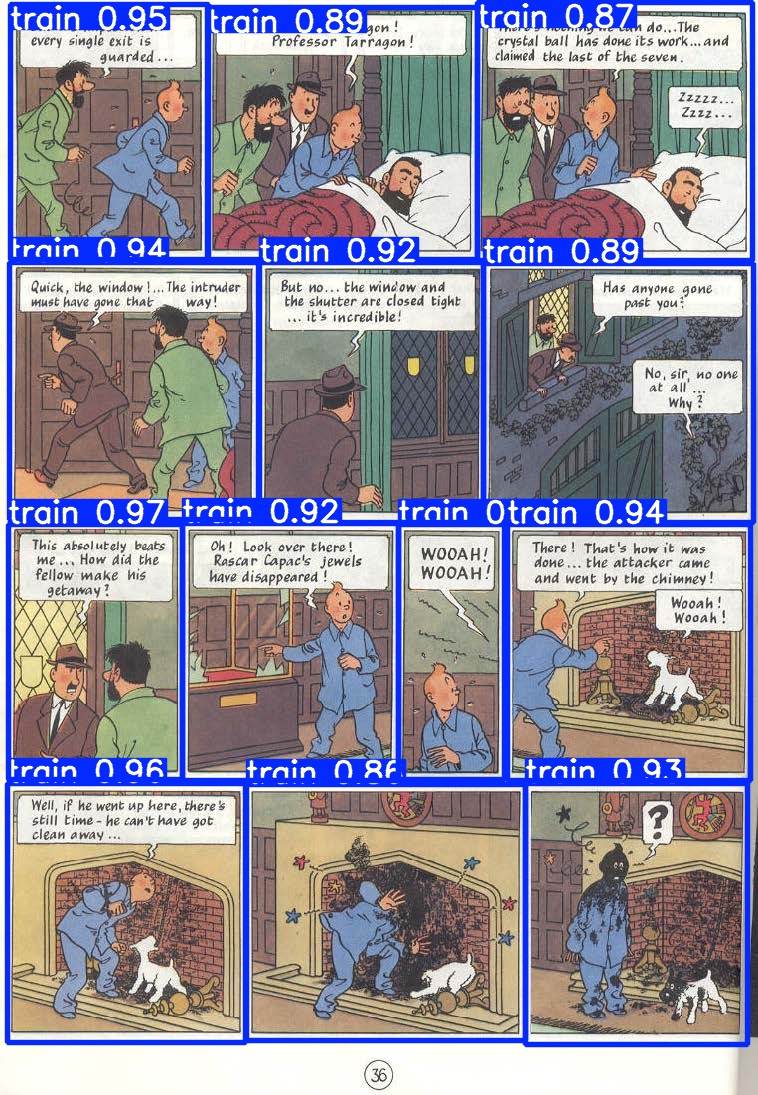 train 0.95
every single exit is
guarded...
train 0.89
Professor Tarragon!
train 0.87
do...The
crystal ball has done its work...and
claimed the last of the seven.
Zzzzz...
Zzzz...
train 0.94
Quick, the window!...The intruder
must have gone that way!
train 0.92
But no... the window and
the shutter are closed tight
... it's incredible!
train 0.89
Has anyone gone
past you?
No, sir, no one
at all ...
Why?
train 0.97
This absolutely beats
me... How did the
fellow make his
getaway?
train 0.92
Oh! Look over there!
Rascar Capac's jewels
have disappeared!
train
WOOAH!
WOOAH!
train 0.94
There! That's how it was
done... the attacker came
and went by the chimney!
Wooah!
Wooah!
train 0.96
Well, if he went up here, there's
still time - he can't have got
clean away...
train 0.86
train 0.93
?
36